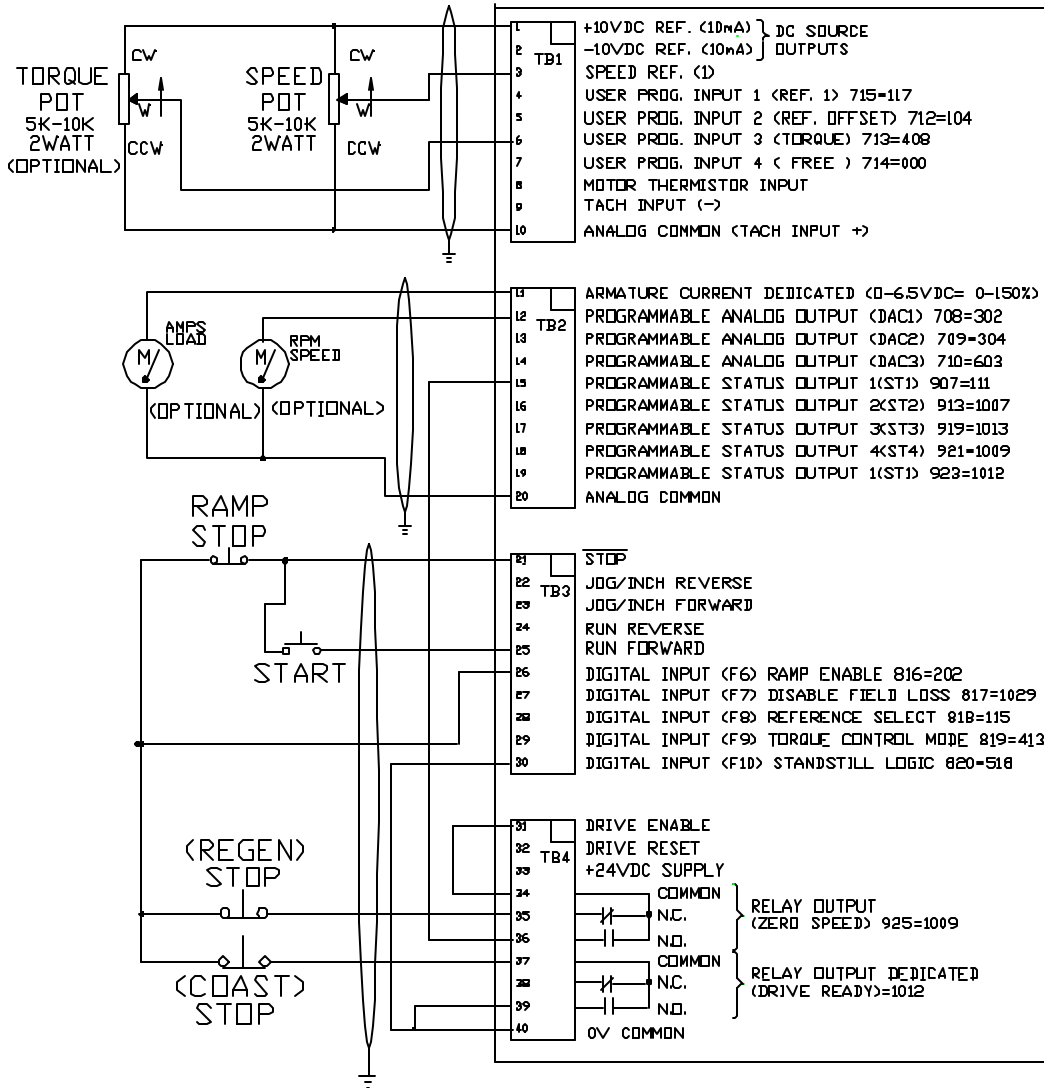 TORQUE
POT
5K-10K
2WATT
(OPTIONAL)
CW
W
CCW
SPEED
POT
5K-10K
2WATT
CW
W
CCW
TB1
1 +10VDC REF. (10mA)
2 -10VDC REF. (10mA)
DC SOURCE
OUTPUTS
3 SPEED REF. (1)
4 USER PROG. INPUT 1 (REF. 1) 715=117
5 USER PROG. INPUT 2 (REF. OFFSET) 712=104
6 USER PROG. INPUT 3 (TORQUE) 713=408
7 USER PROG. INPUT 4 ( FREE ) 714=000
8 MOTOR THERMISTOR INPUT
9 TACH INPUT (-)
10 ANALOG COMMON (TACH INPUT +)
AMPS
LOAD
M
(OPTIONAL)
RPM
SPEED
M
(OPTIONAL)
TB2
11 ARMATURE CURRENT DEDICATED (0-6.5VDC= 0-150%)
12 PROGRAMMABLE ANALOG OUTPUT (DAC1) 708=302
13 PROGRAMMABLE ANALOG OUTPUT (DAC2) 709=304
14 PROGRAMMABLE ANALOG OUTPUT (DAC3) 710=603
15 PROGRAMMABLE STATUS OUTPUT 1(ST1) 907=111
16 PROGRAMMABLE STATUS OUTPUT 2(ST2) 913=1007
17 PROGRAMMABLE STATUS OUTPUT 3(ST3) 919=1013
18 PROGRAMMABLE STATUS OUTPUT 4(ST4) 921=1009
19 PROGRAMMABLE STATUS OUTPUT 1(ST1) 923=1012
20 ANALOG COMMON
RAMP
STOP
START
TB3
21 STOP
22 JOG/INCH REVERSE
23 JOG/INCH FORWARD
24 RUN REVERSE
25 RUN FORWARD
26 DIGITAL INPUT (F6) RAMP ENABLE 816=202
27 DIGITAL INPUT (F7) DISABLE FIELD LOSS 817=1029
28 DIGITAL INPUT (F8) REFERENCE SELECT 818=115
29 DIGITAL INPUT (F9) TORQUE CONTROL MODE 819=413
30 DIGITAL INPUT (F10) STANDSTILL LOGIC 820=518
(REGEN)
STOP
(COAST)
STOP
TB4
31 DRIVE ENABLE
32 DRIVE RESET
33 +24VDC SUPPLY
34 COMMON
35 N.C.
36 N.O.
RELAY OUTPUT
(ZERO SPEED) 925=1009
37 COMMON
38 N.C.
39 N.O.
RELAY OUTPUT DEDICATED
(DRIVE READY)=1012
40 0V COMMON